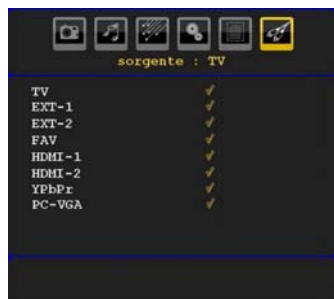 sorgente : TV
TV
EXT-1
EXT-2
FAV
HDMI-1
HDMI-2
YPbPr
PC-VGA